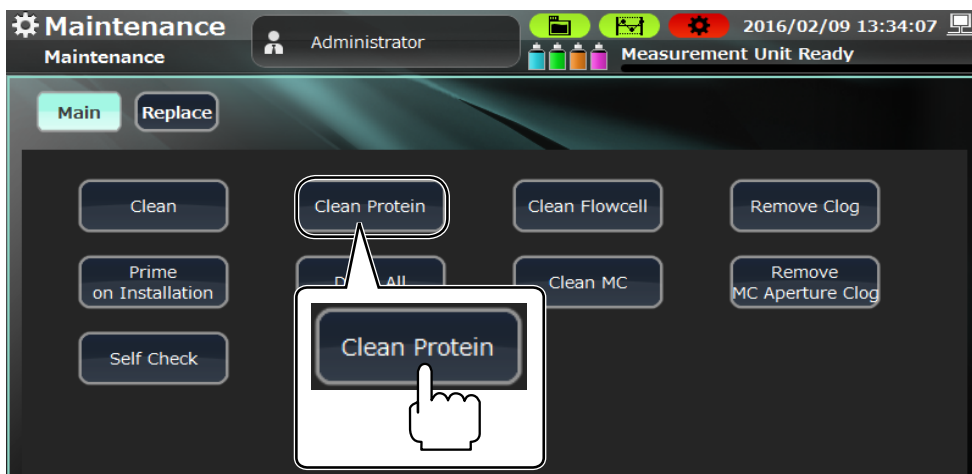 Maintenance
Maintenance
Administrator
2016/02/09 13:34:07
Measurement Unit Ready
Main
Replace
Clean
Clean Protein
Clean Flowcell
Remove Clog
Prime
on Installation
All
Clean MC
Remove
MC Aperture Clog
Self Check
Clean Protein